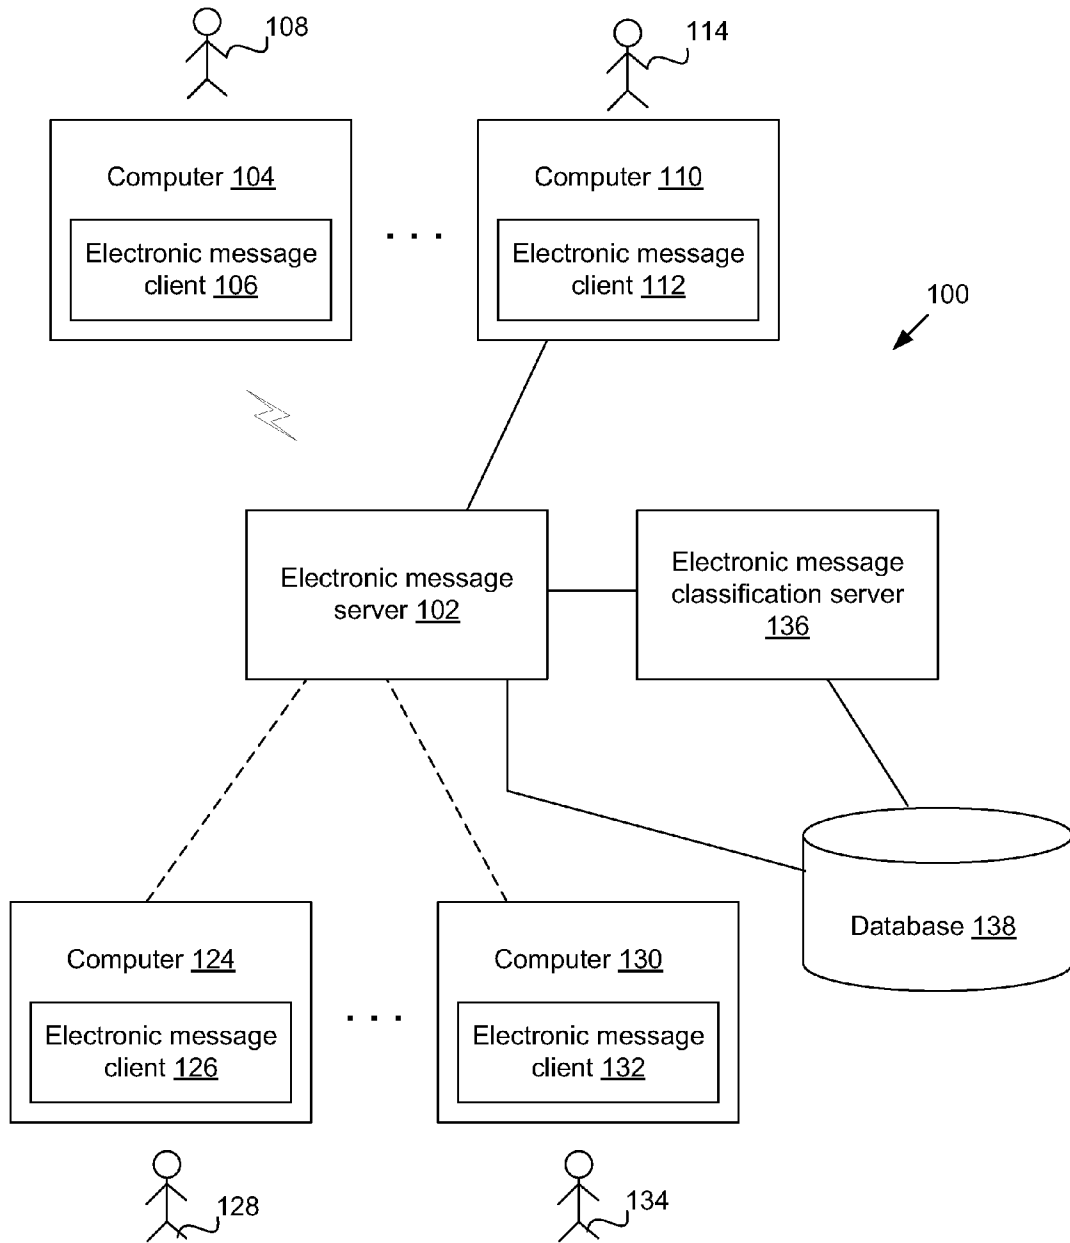 108
114
Computer 104
Electronic message
client 106
. . .
Computer 110
Electronic message
client 112
100
Electronic message
server 102
Electronic message
classification server
136
Computer 124
Electronic message
client 126
. . .
Computer 130
Electronic message
client 132
Database 138
128
134